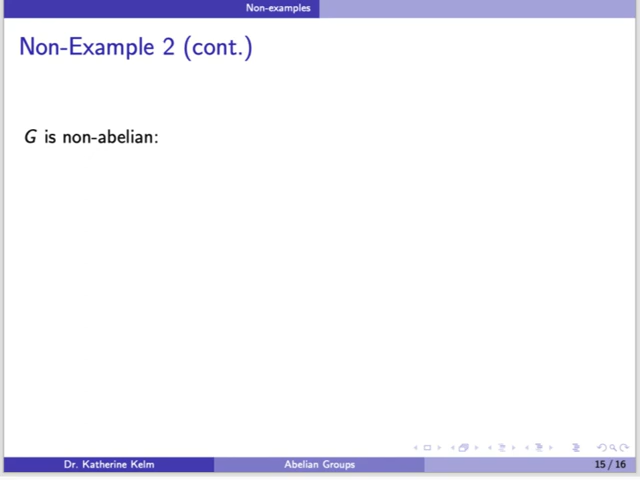 Non-examples
Non-Example 2 (cont.)
G is non-abelian:
Dr. Katherine Kelm
Abelian Groups
15 / 16